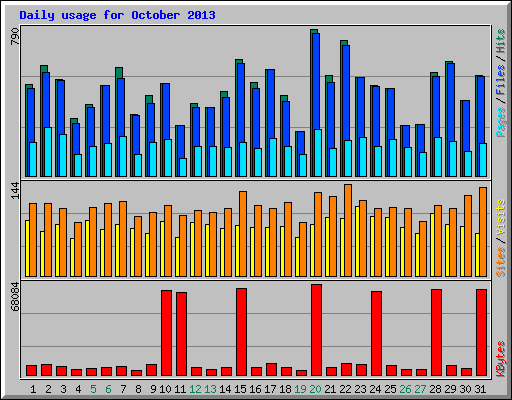 Daily usage for October 2013
790
Pages / Files / Hits
144
Sites / Visits
68084
KBytes
1 2 3 4 5 6 7 8 9 10 11 12 13 14 15 16 17 18 19 20 21 22 23 24 25 26 27 28 29 30 31